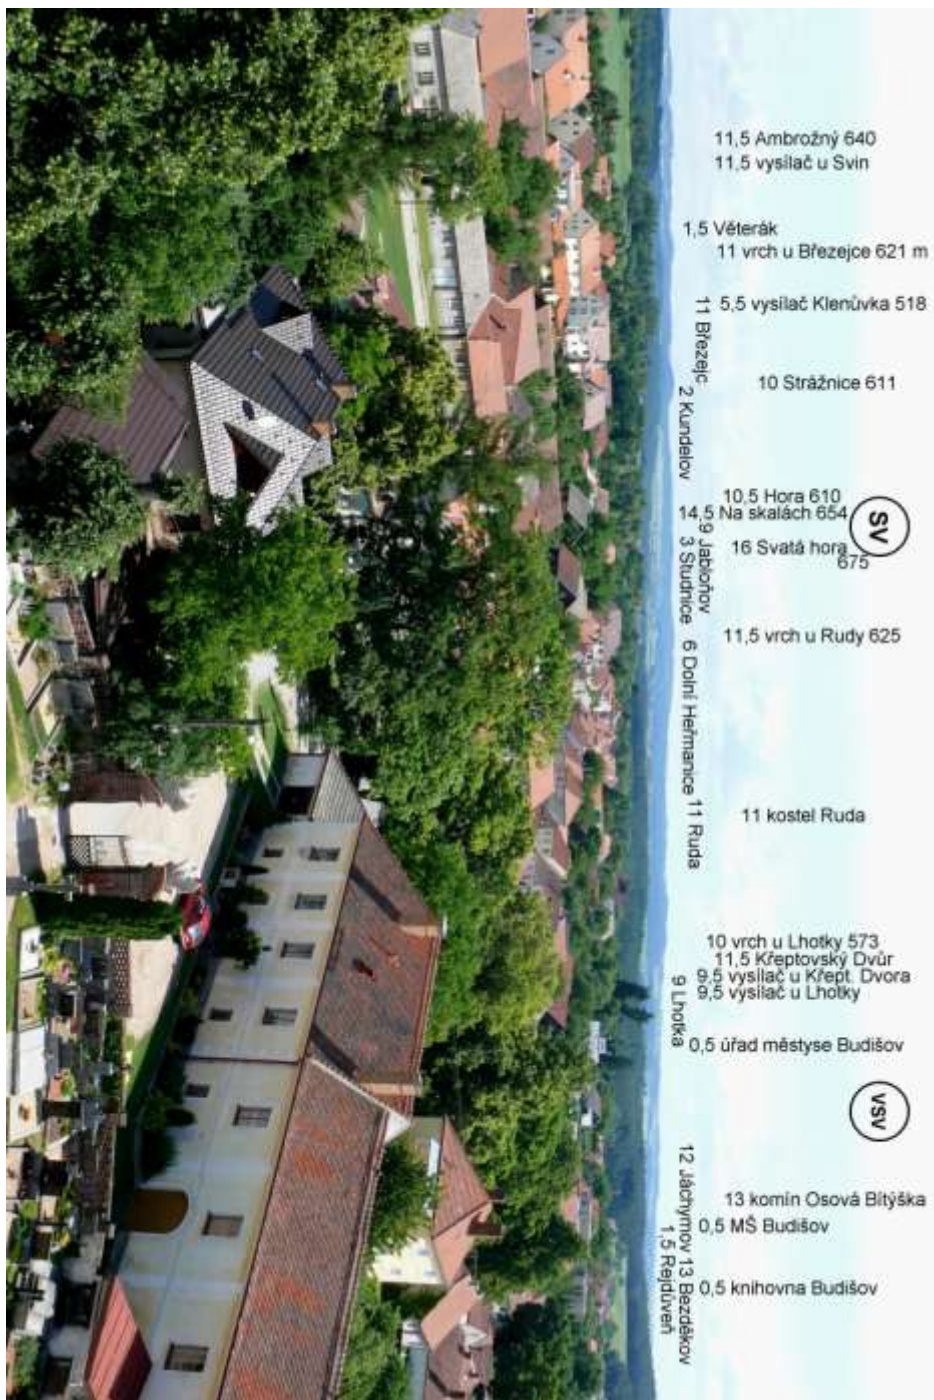 11,5 Ambrožný 640
11,5 vysílač u Svin
1,5 Věterák
11 vrch u Březejce 621 m
5,5 vysílač Klenůvka 518
11 Březejc
10 Strážnice 611
2 Kundelov
10,5 Hora 610
14,5 Na skalách 654
SV
9 Jabloňov
3 Studnice
16 Svatá hora
675
11,5 vrch u Rudy 625
6 Dolní Heřmanice
11 Ruda
11 kostel Ruda
10 vrch u Lhotky 573
11,5 Křeptovský Dvůr
9,5 vysílač u Křept. Dvora
9,5 vysílač u Lhotky
9 Lhotka
0,5 úřad městyse Budišov
VSV
12 Jáchymov
13 komín Osová Bítýška
0,5 MŠ Budišov
1,5 Rejdůveň
13 Bezděkov
0,5 knihovna Budišov